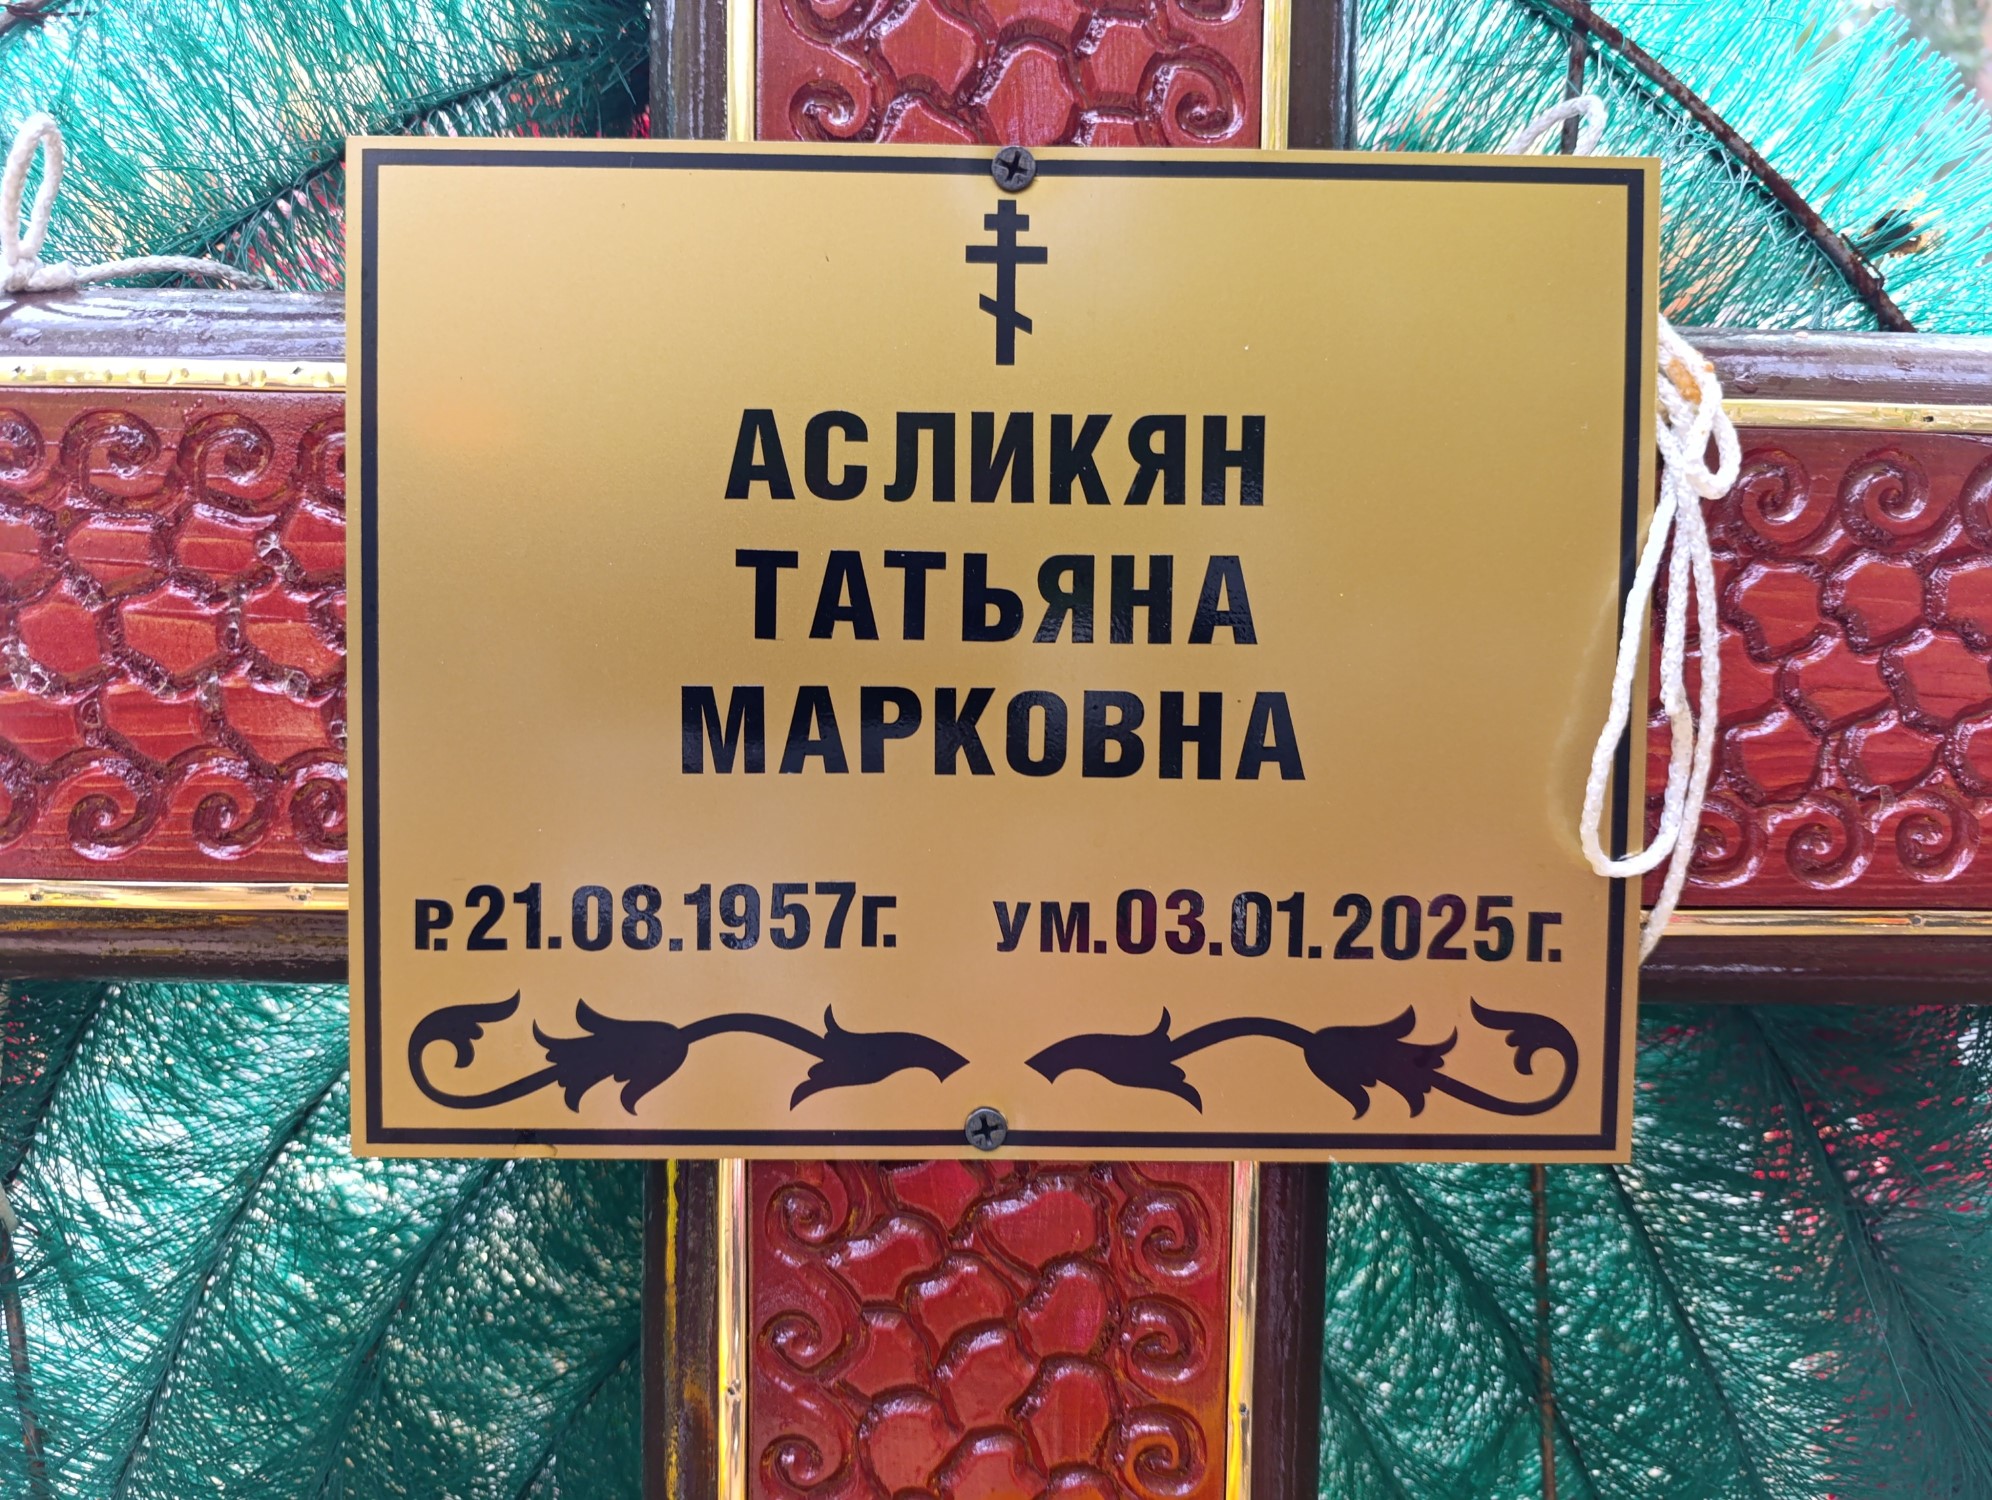 АСЛИКЯН
ТАТЬЯНА
МАРКОВНА
Р.21.08.1957г. УМ.03.01.2025г.